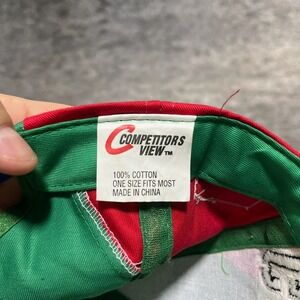 COMPETITORS
VIEW™
100% COTTON
ONE SIZE FITS MOST
MADE IN CHINA